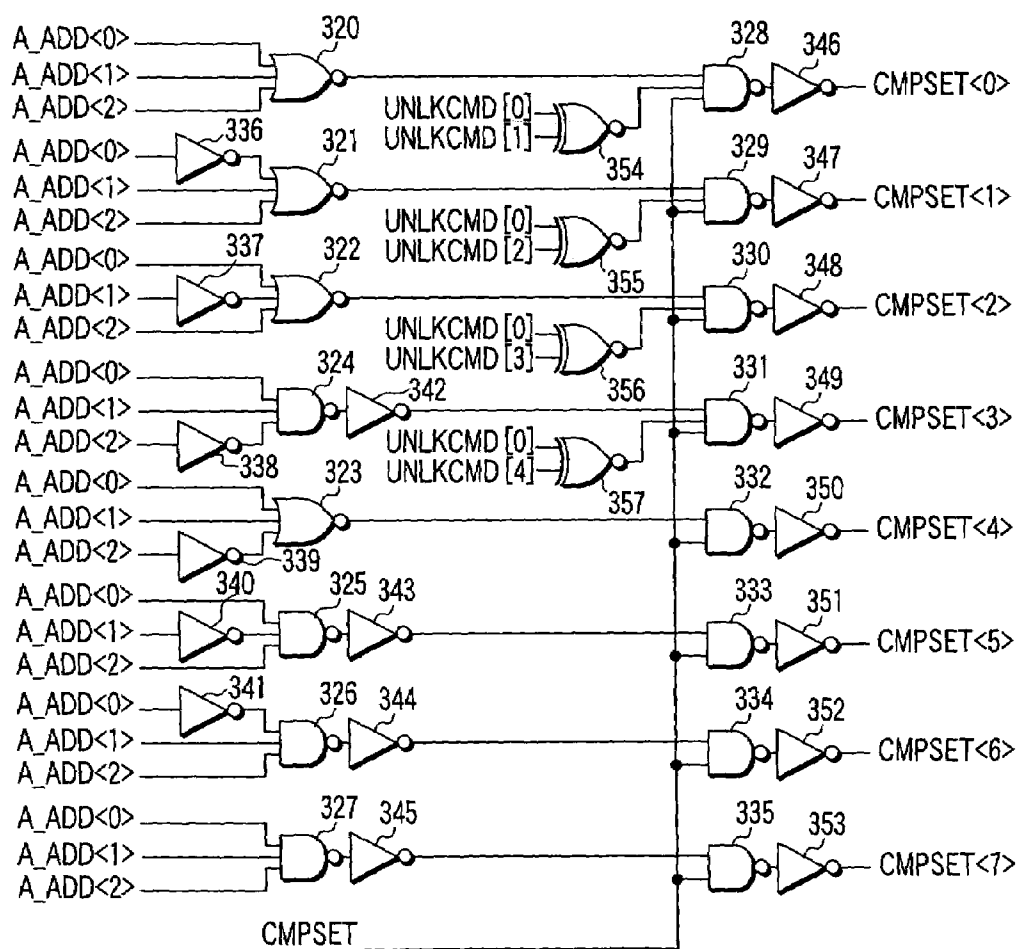 A_ADD<0>
A_ADD<1>
A_ADD<2>
320
UNLKCMD [0]
UNLKCMD [1]
354
328
346
CMPSET<0>
A_ADD<0>
A_ADD<1>
A_ADD<2>
336
321
UNLKCMD [0]
UNLKCMD [2]
355
329
347
CMPSET<1>
A_ADD<0>
A_ADD<1>
A_ADD<2>
337
322
UNLKCMD [0]
UNLKCMD [3]
356
330
348
CMPSET<2>
A_ADD<0>
A_ADD<1>
A_ADD<2>
324
342
338
UNLKCMD [0]
UNLKCMD [4]
357
331
349
CMPSET<3>
A_ADD<0>
A_ADD<1>
A_ADD<2>
323
339
332
350
CMPSET<4>
A_ADD<0>
A_ADD<1>
A_ADD<2>
340
325
343
333
351
CMPSET<5>
A_ADD<0>
A_ADD<1>
A_ADD<2>
341
326
344
334
352
CMPSET<6>
A_ADD<0>
A_ADD<1>
A_ADD<2>
327
345
335
353
CMPSET<7>
CMPSET